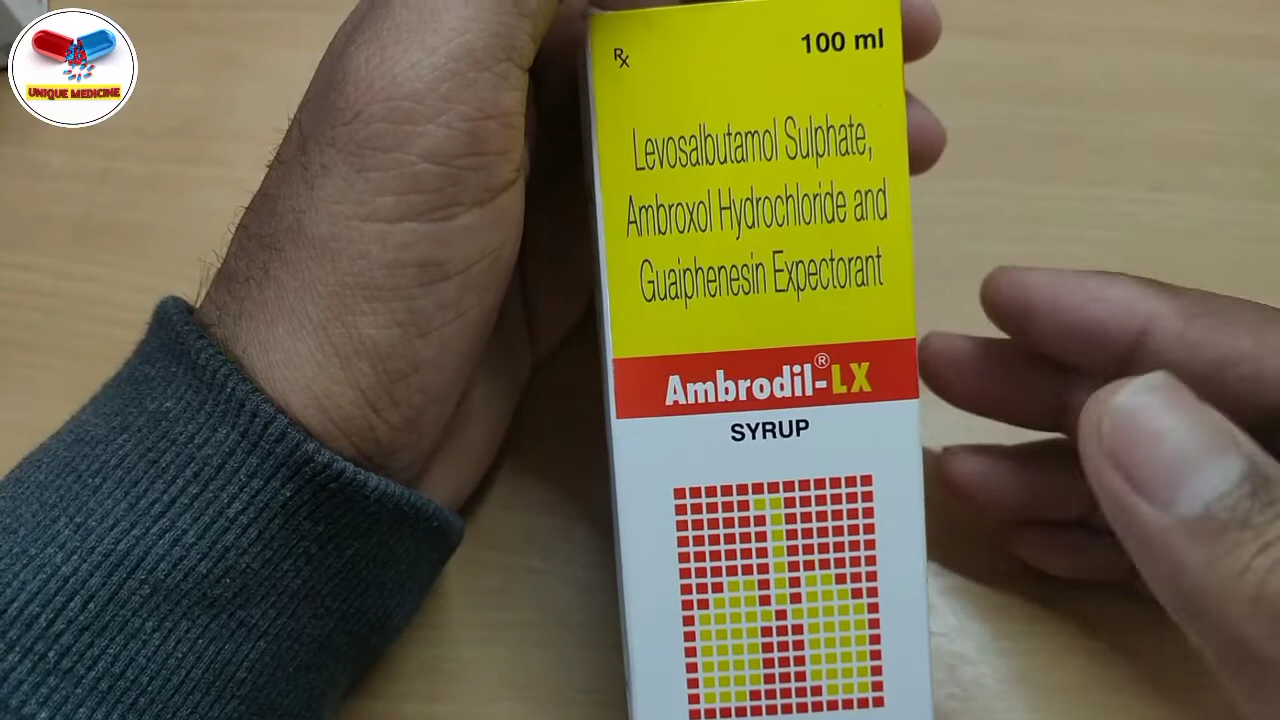 UNIQUE MEDICINE
Rx
100 ml
Levosalbutamol Sulphate,
Ambroxol Hydrochloride and
Guaiphenesin Expectorant
Ambrodil®-LX
SYRUP